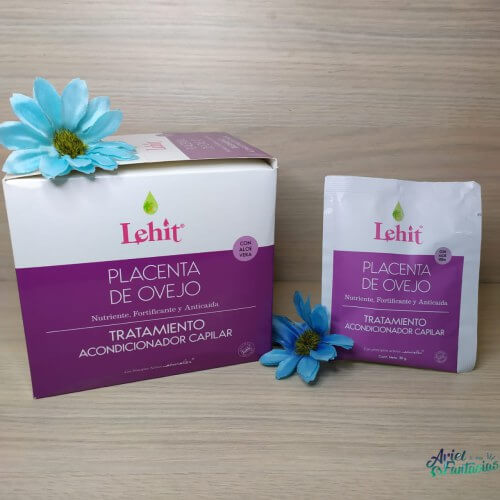 Lehit®
CON
ALOE
VERA
PLACENTA
DE OVEJO
Nutriente, Fortificante y Anticaída
TRATAMIENTO
ACONDICIONADOR CAPILAR
Lehit®
CON
ALOE
VERA
PLACENTA
DE OVEJO
Nutriente, Fortificante y Anticaída
TRATAMIENTO
ACONDICIONADOR CAPILAR
Ariel
Fantasías